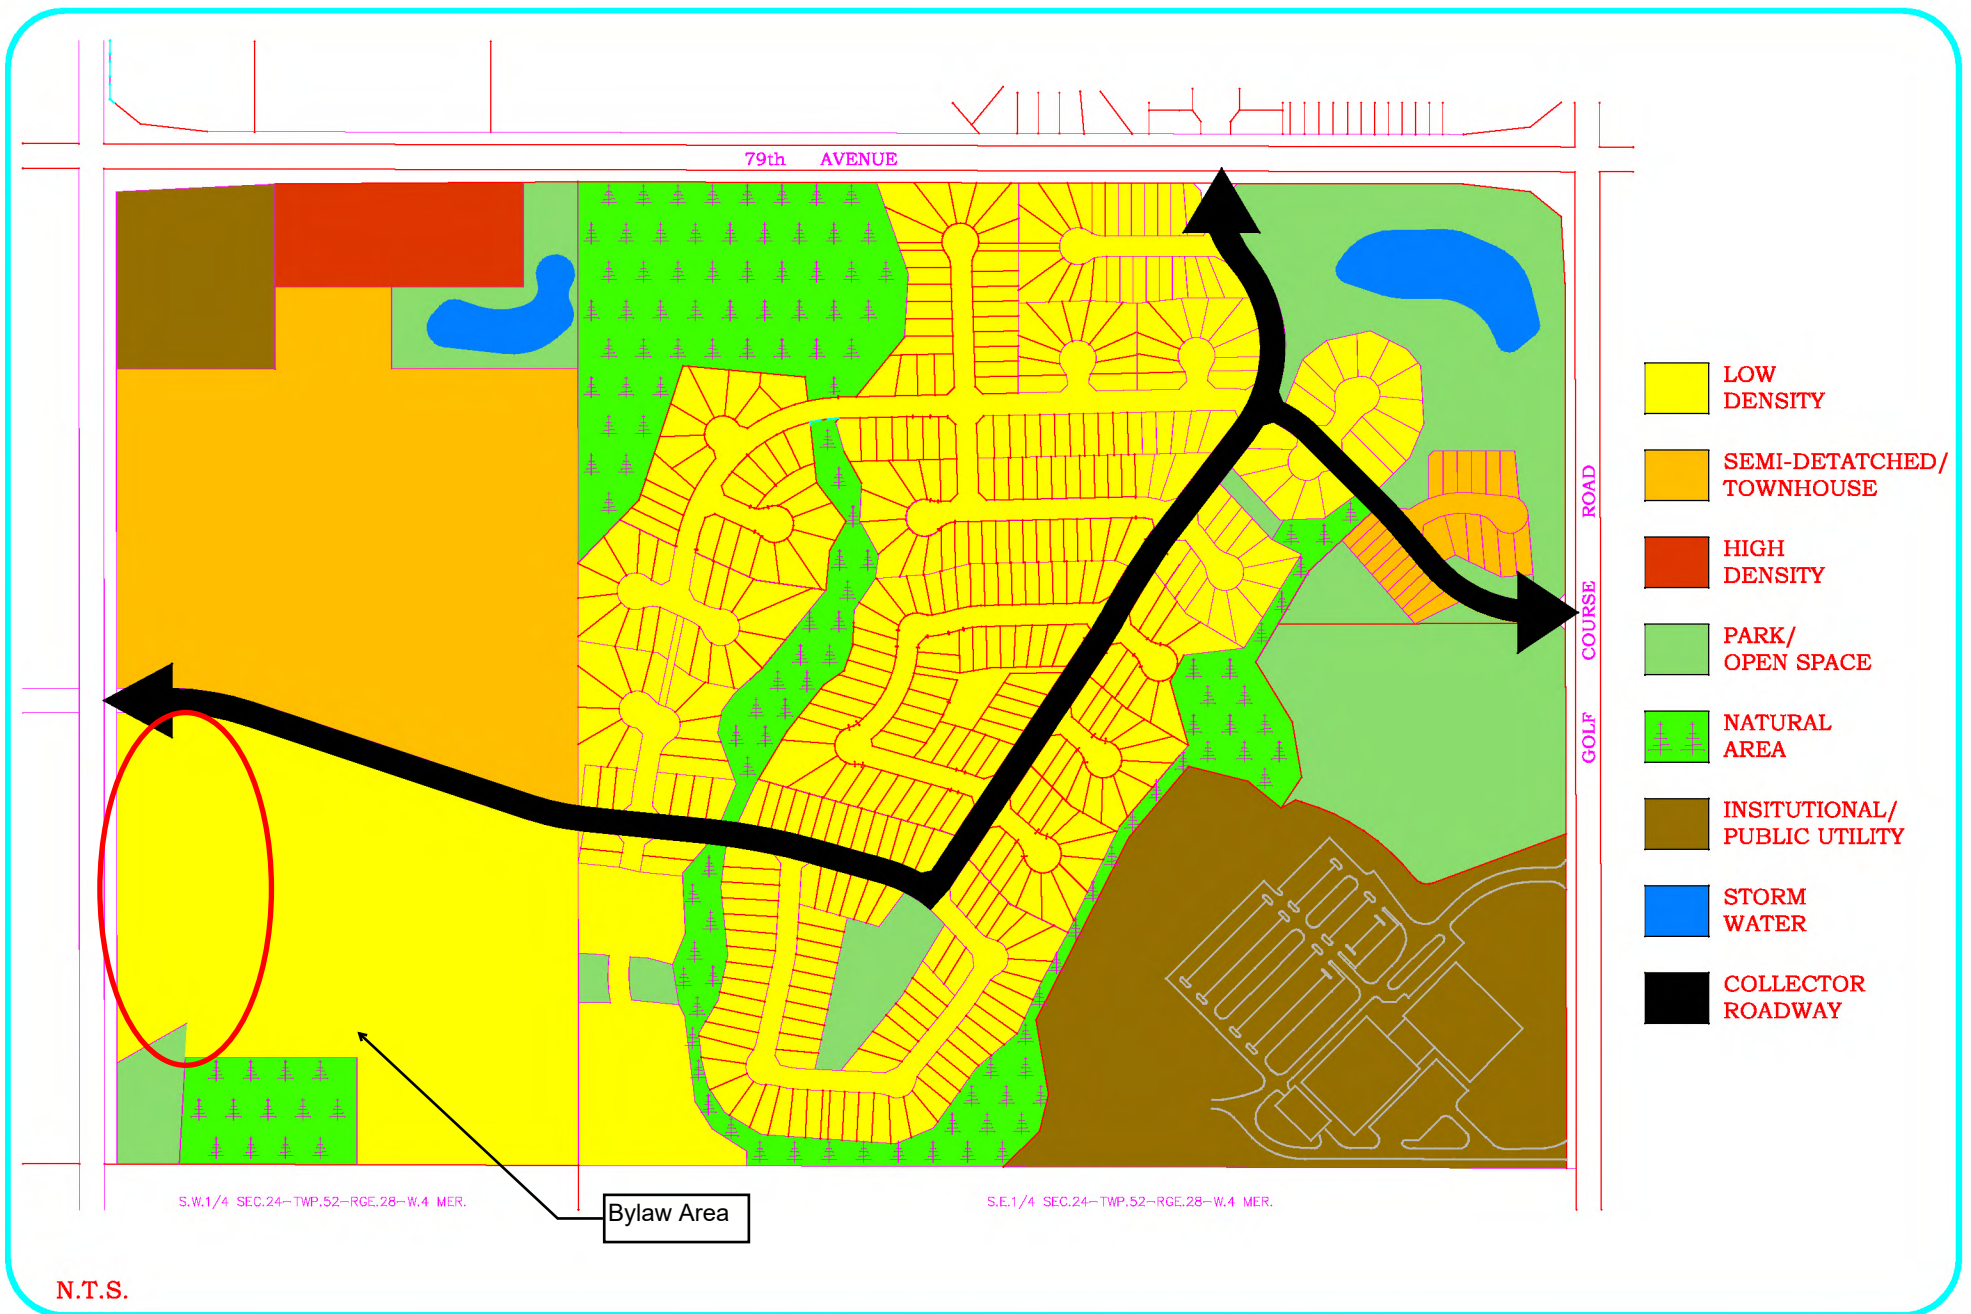 79th AVENUE
LOW
DENSITY
SEMI-DETATCHED/
TOWNHOUSE
HIGH
DENSITY
PARK/
OPEN SPACE
NATURAL
AREA
INSITUTIONAL/
PUBLIC UTILITY
STORM
WATER
COLLECTOR
ROADWAY
GOLF COURSE ROAD
S.W.1/4 SEC.24-TWP.52-RGE.28-W.4 MER.
S.E.1/4 SEC.24-TWP.52-RGE.28-W.4 MER.
Bylaw Area
N.T.S.